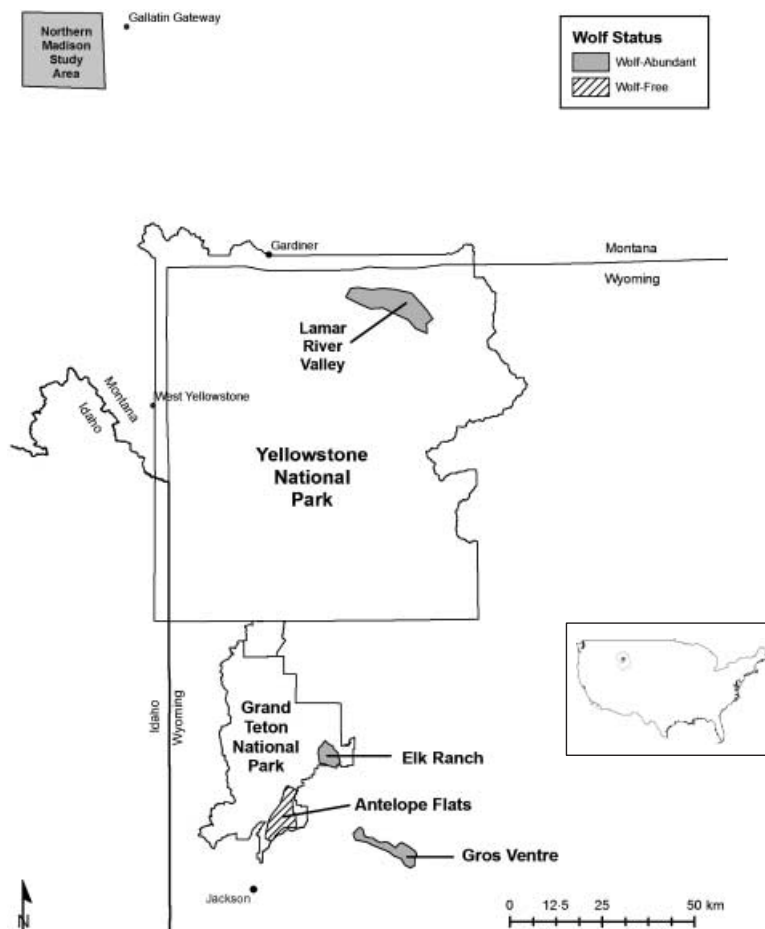 Gallatin Gateway
Northern
Madison
Study
Area
Wolf Status
Wolf-Abundant
Wolf-Free
Gardiner
Montana
Wyoming
Lamar
River
Valley
Montana
Idaho
West Yellowstone
Yellowstone
National
Park
Idaho
Wyoming
Grand
Teton
National
Park
Elk Ranch
Antelope Flats
Gros Ventre
Jackson
N
0 12·5 25 50 km